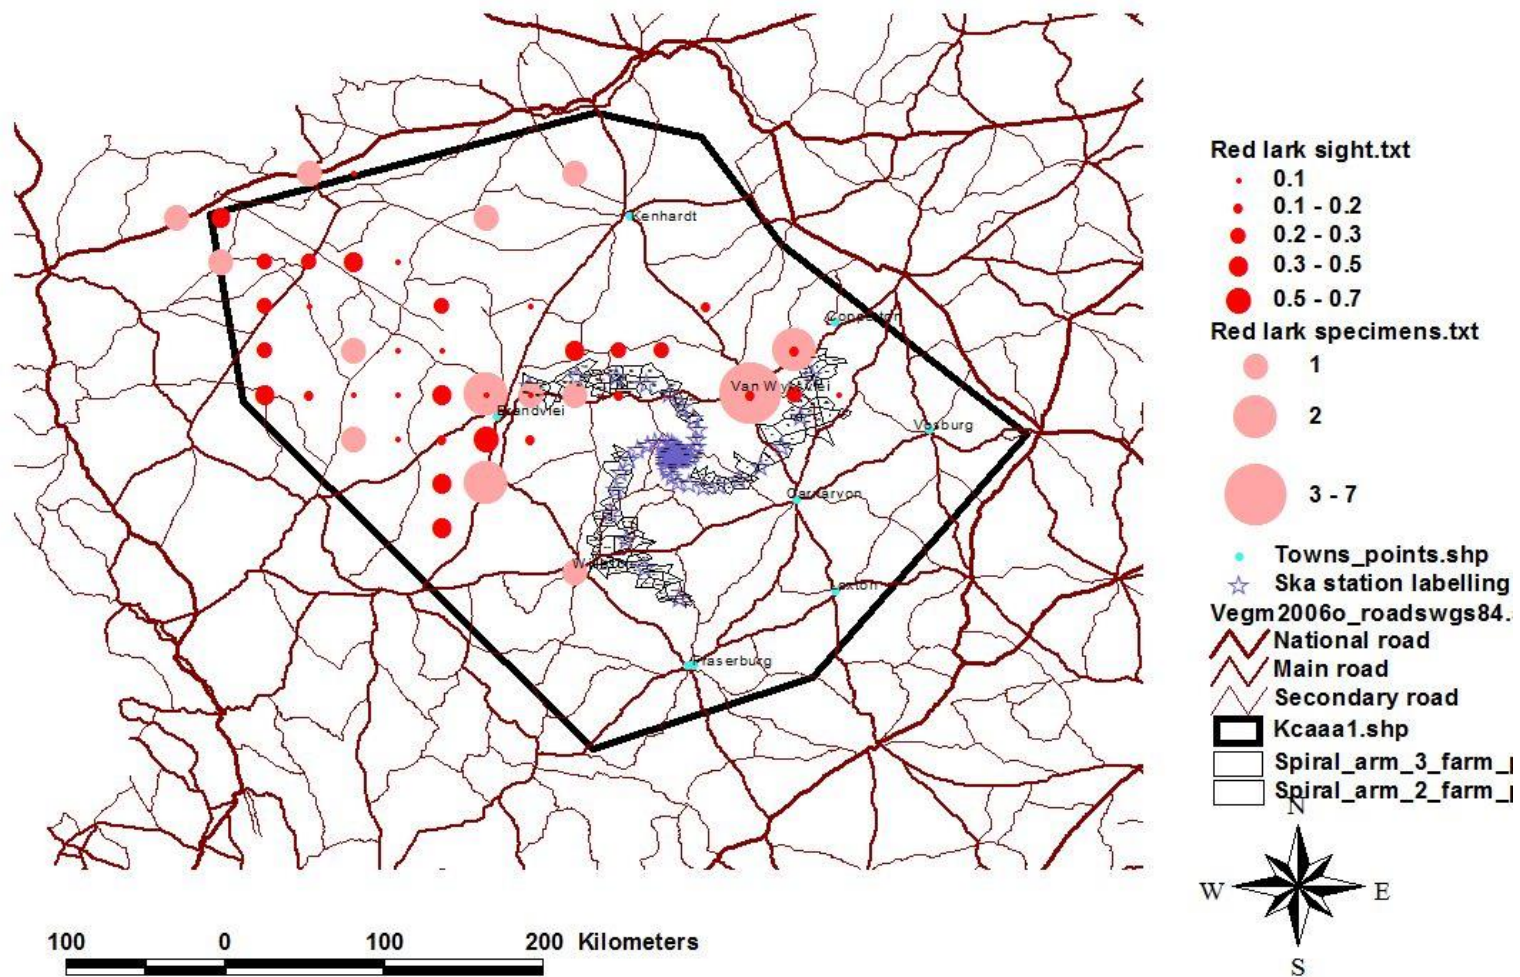 Kenhardt
Copperton
Van Wyksvlei
Brandvlei
Vosburg
Carnarvon
Loxton
Fraserburg
Red lark sight.txt
0.1
0.1 - 0.2
0.2 - 0.3
0.3 - 0.5
0.5 - 0.7
Red lark specimens.txt
1
2
3 - 7
Towns_points.shp
Ska station labelling
Vegm2006o_roadswgs84.
National road
Main road
Secondary road
Kcaaa1.shp
Spiral_arm_3_farm_p
Spiral_arm_2_farm_p
N
W E
S
100 0 100 200 Kilometers